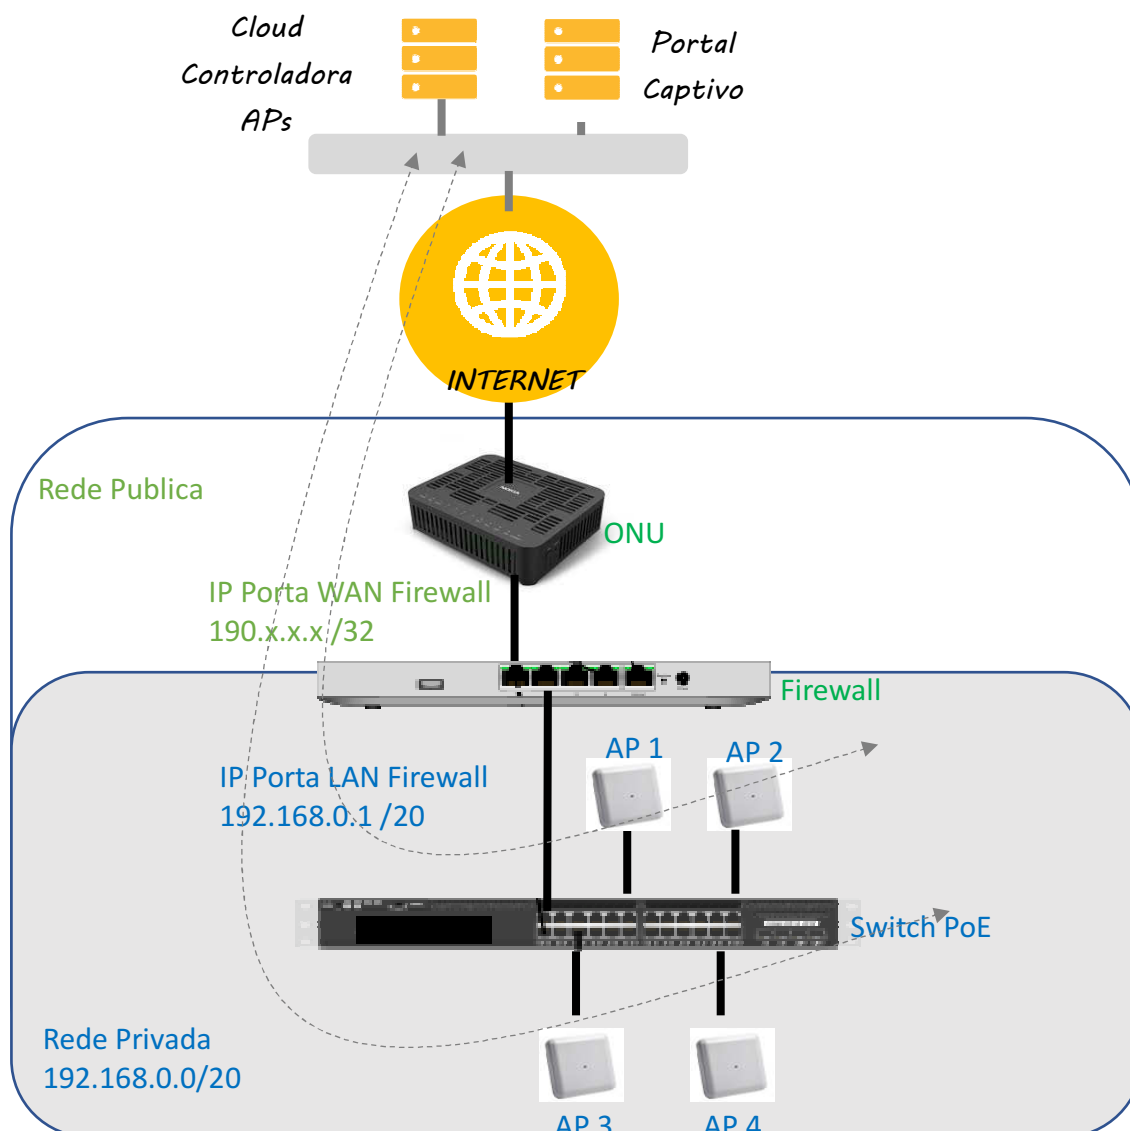 Cloud
Controladora
APs
Portal
Captivo
INTERNET
Rede Publica
ONU
IP Porta WAN Firewall
190.x.x.x /32
Firewall
AP 1
AP 2
IP Porta LAN Firewall
192.168.0.1 /20
Switch PoE
Rede Privada
192.168.0.0/20
AP 3
AP 4